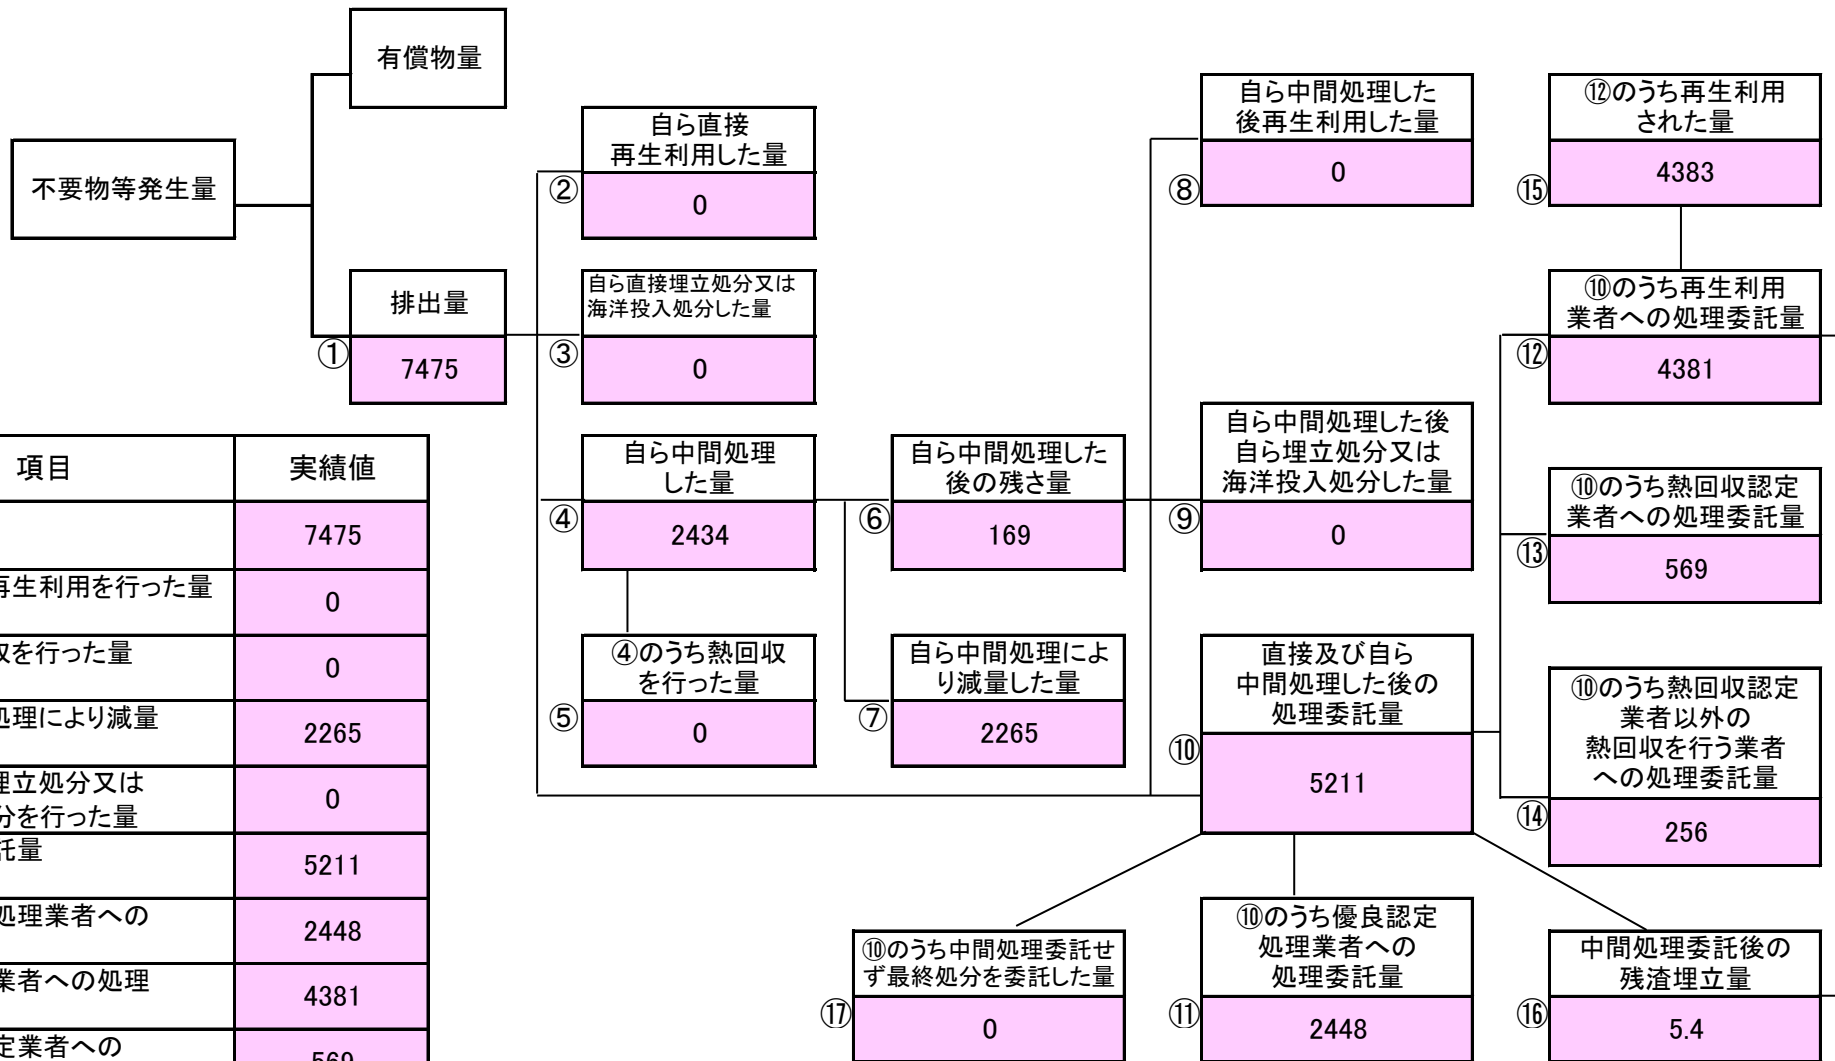 有償物量
不要物等発生量
排出量
①
7475
自ら直接
再生利用した量
②
0
自ら直接埋立処分又は
海洋投入処分した量
③
0
自ら中間処理
した量
④
2434
④のうち熱回収
を行った量
⑤
0
自ら中間処理した
後の残さ量
⑥
169
自ら中間処理によ
り減量した量
⑦
2265
自ら中間処理した
後再生利用した量
⑧
0
自ら中間処理した後
自ら埋立処分又は
海洋投入処分した量
⑨
0
直接及び自ら
中間処理した後の
処理委託量
⑩
5211
⑫のうち再生利用
された量
⑮
4383
⑩のうち再生利用
業者への処理委託量
⑫
4381
⑩のうち熱回収認定
業者への処理委託量
⑬
569
⑩のうち熱回収認定
業者以外の
熱回収を行う業者
への処理委託量
⑭
256
⑩のうち中間処理委託せ
ず最終処分を委託した量
⑰
0
⑩のうち優良認定
処理業者への
処理委託量
⑪
2448
中間処理委託後の
残渣埋立量
⑯
5.4
項目 実績値
7475
再生利用を行った量 0
を行った量 0
処理により減量 2265
埋立処分又は
分を行った量 0
託量 5211
処理業者への 2448
業者への処理 4381
定業者への 569